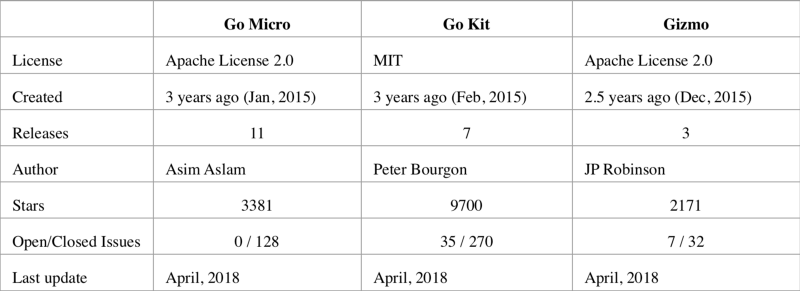 Go Micro Go Kit Gizmo
License Apache License 2.0 MIT Apache License 2.0
Created 3 years ago (Jan, 2015) 3 years ago (Feb, 2015) 2.5 years ago (Dec, 2015)
Releases 11 7 3
Author Asim Aslam Peter Bourgon JP Robinson
Stars 3381 9700 2171
Open/Closed Issues 0 / 128 35 / 270 7 / 32
Last update April, 2018 April, 2018 April, 2018